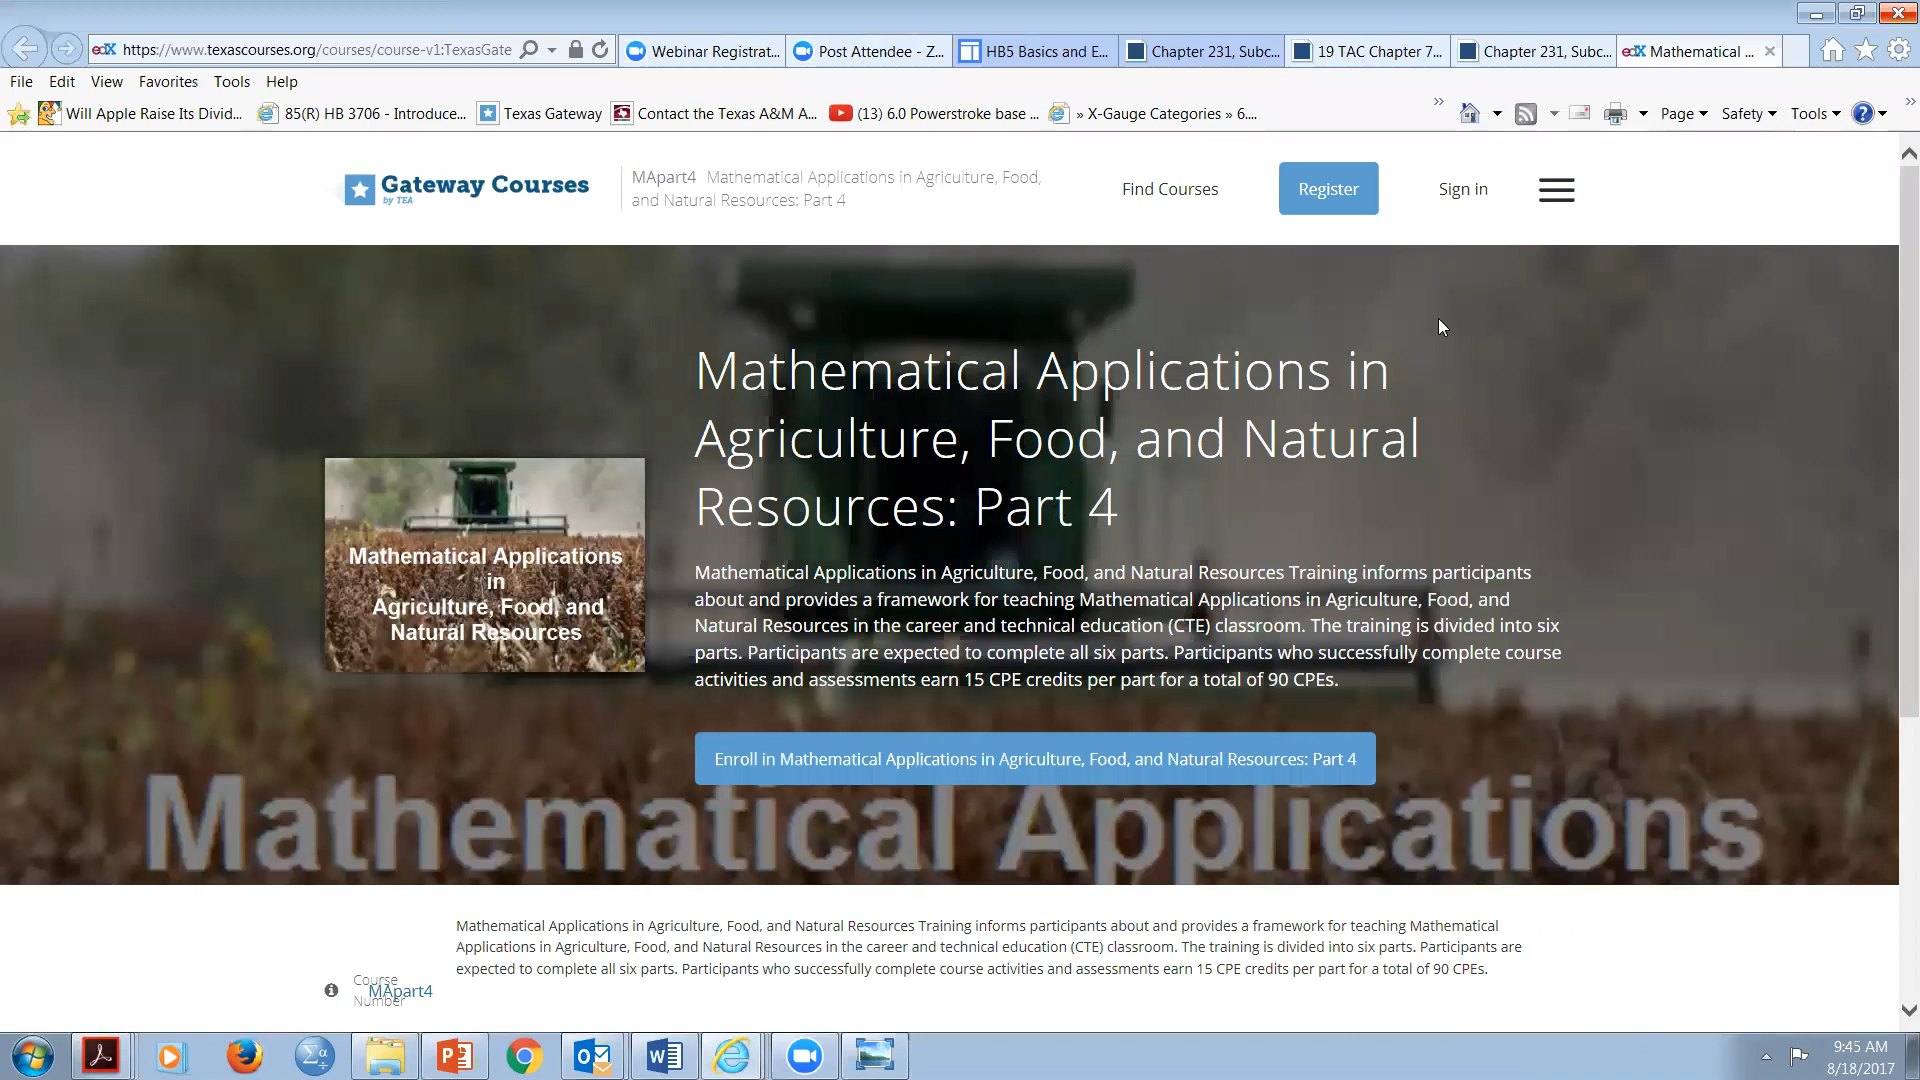 edX https://www.texascourses.org/courses/course-v1:TexasGate
Webinar Registrat...
Post Attendee - Z...
HB5 Basics and E...
Chapter 231, Subc...
19 TAC Chapter 7...
Chapter 231, Subc...
edX Mathematical ...
File Edit View Favorites Tools Help
Will Apple Raise Its Divid...
85(R) HB 3706 - Introduce...
Texas Gateway
Contact the Texas A&M A...
(13) 6.0 Powerstroke base ...
» X-Gauge Categories » 6....
Page Safety Tools
Gateway Courses
by TEA
MApart4 Mathematical Applications in Agriculture, Food,
and Natural Resources: Part 4
Find Courses
Register
Sign in
Mathematical Applications in
Agriculture, Food, and Natural
Resources: Part 4
Mathematical Applications
in
Agriculture, Food, and
Natural Resources
Mathematical Applications in Agriculture, Food, and Natural Resources Training informs participants
about and provides a framework for teaching Mathematical Applications in Agriculture, Food, and
Natural Resources in the career and technical education (CTE) classroom. The training is divided into six
parts. Participants are expected to complete all six parts. Participants who successfully complete course
activities and assessments earn 15 CPE credits per part for a total of 90 CPEs.
Enroll in Mathematical Applications in Agriculture, Food, and Natural Resources: Part 4
Mathematical Applications
Mathematical Applications in Agriculture, Food, and Natural Resources Training informs participants about and provides a framework for teaching Mathematical
Applications in Agriculture, Food, and Natural Resources in the career and technical education (CTE) classroom. The training is divided into six parts. Participants are
expected to complete all six parts. Participants who successfully complete course activities and assessments earn 15 CPE credits per part for a total of 90 CPEs.
Course
Number
MApart4
9:45 AM
8/18/2017